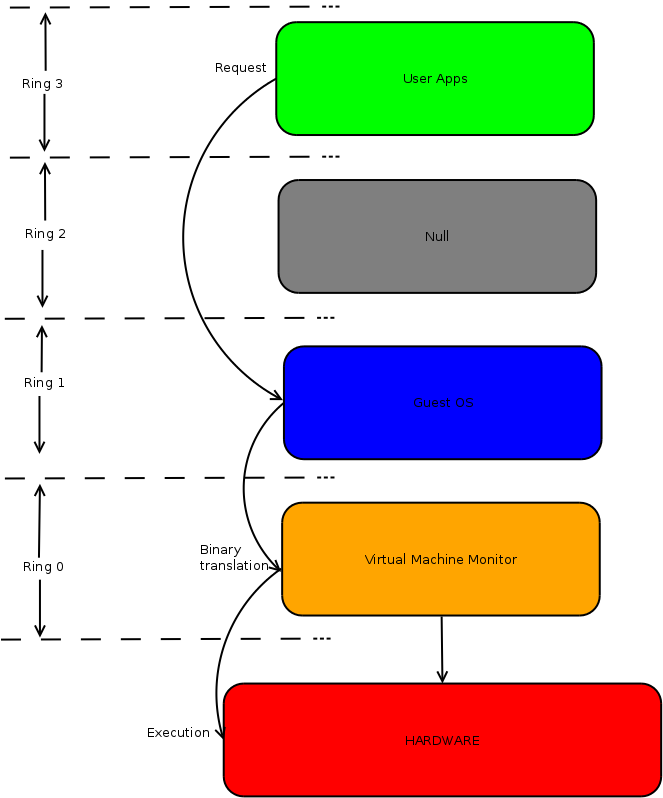 Request
User Apps
Ring 3
Ring 2
Null
Ring 1
Guest OS
Ring 0
Binary
translation
Virtual Machine Monitor
Execution
HARDWARE